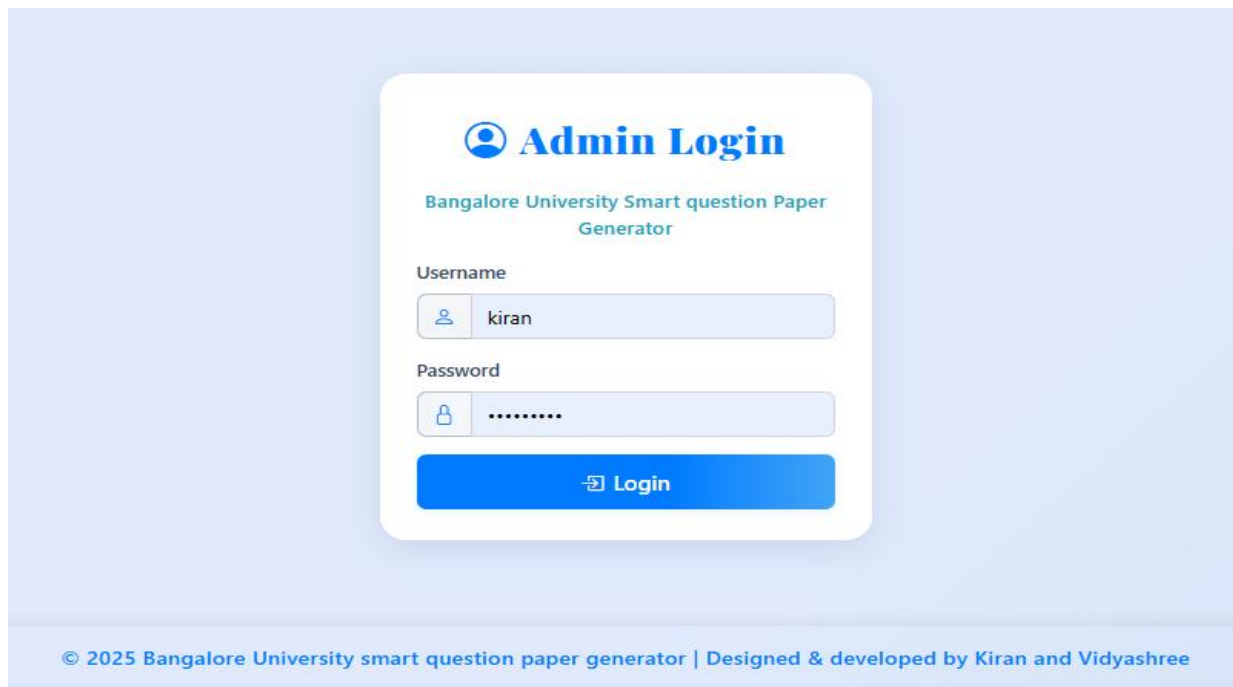 Admin Login
Bangalore University Smart question Paper
Generator
Username
kiran
Password
•••••••••
Login
© 2025 Bangalore University smart question paper generator | Designed & developed by Kiran and Vidyashree